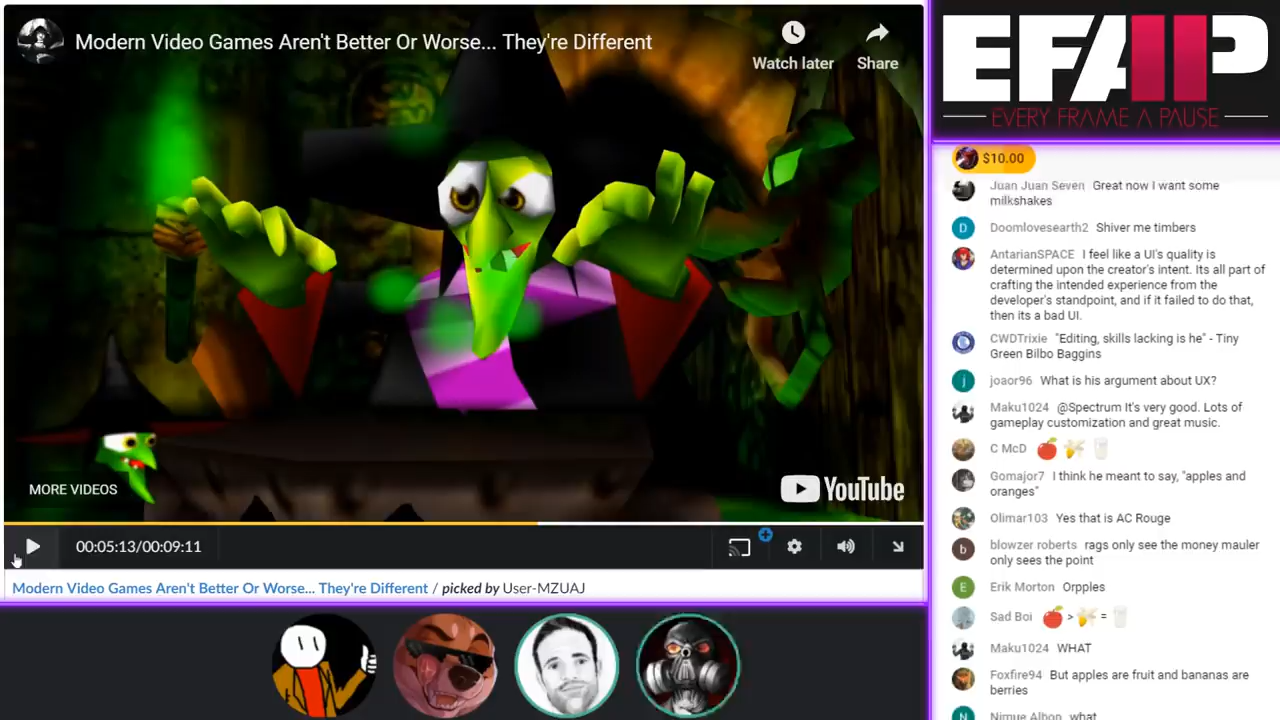 Modern Video Games Aren't Better Or Worse... They're Different
Watch later
Share
MORE VIDEOS
YouTube
00:05:13/00:09:11
Modern Video Games Aren't Better Or Worse... They're Different / picked by User-MZUAJ
EFAP
EVERY FRAME A PAUSE
$10.00
Juan Juan Seven Great now I want some
milkshakes
D
Doomlovesearth2 Shiver me timbers
AntarianSPACE I feel like a UI's quality is
determined upon the creator's intent. Its all part of
crafting the intended experience from the
developer's standpoint, and if it failed to do that,
then its a bad UI.
CWDTrixie "Editing, skills lacking is he" - Tiny
Green Bilbo Baggins
j
joaor96 What is his argument about UX?
Maku1024 @Spectrum It's very good. Lots of
gameplay customization and great music.
C McD 🍎 🍌 🥛
Gomajor7 I think he meant to say, "apples and
oranges"
Olimar103 Yes that is AC Rouge
b
blowzer roberts rags only see the money mauler
only sees the point
E
Erik Morton Orpples
Sad Boi 🍎 > 🍌 = 🥛
Maku1024 WHAT
Foxfire94 But apples are fruit and bananas are
berries
N
Nimue Albon what